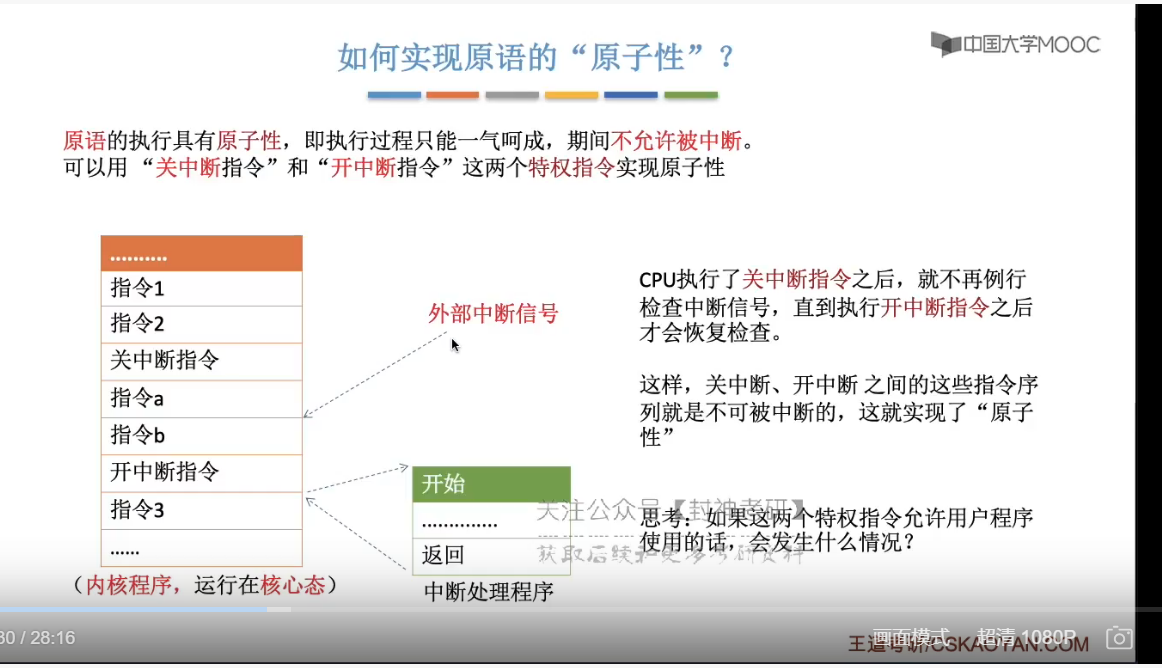 如何实现原语的“原子性”？
中国大学MOOC
原语的执行具有原子性，即执行过程只能一气呵成，期间不允许被中断。
可以用 “关中断指令”和“开中断指令”这两个特权指令实现原子性
..........
指令1
指令2
关中断指令
指令a
指令b
开中断指令
指令3
......
（内核程序，运行在核心态）
外部中断信号
开始
..............
返回
中断处理程序
CPU执行了关中断指令之后，就不再例行
检查中断信号，直到执行开中断指令之后
才会恢复检查。
这样，关中断、开中断 之间的这些指令序
列就是不可被中断的，这就实现了“原子
性”
思考：如果这两个特权指令允许用户程序
使用的话，会发生什么情况？
关注公众号【封神考研】
获取后续和更多考研资料
30 / 28:16
画面模式
超清 1080P
王道考研/CSKAOYAN.COM